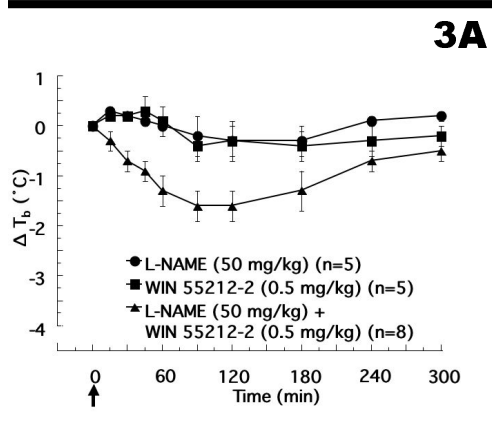 3A
1
0
-1
-2
-3
-4
Δ Tb (˚C)
L-NAME (50 mg/kg) (n=5)
WIN 55212-2 (0.5 mg/kg) (n=5)
L-NAME (50 mg/kg) +
WIN 55212-2 (0.5 mg/kg) (n=8)
0 60 120 180 240 300
Time (min)